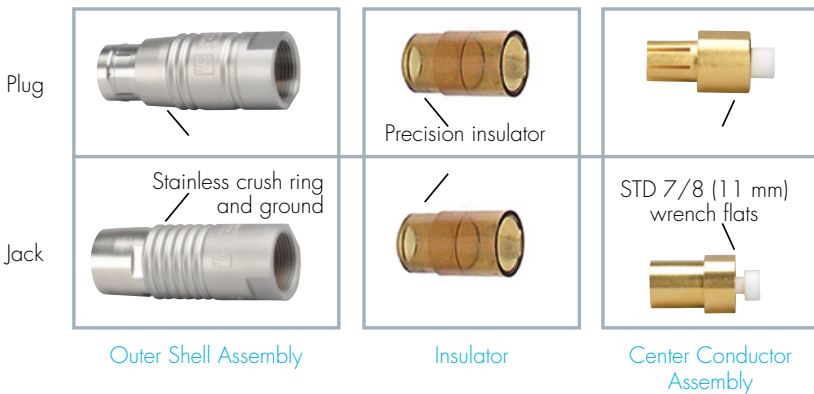 Plug
Precision insulator
Stainless crush ring
and ground
STD 7/8 (11 mm)
wrench flats
Jack
Outer Shell Assembly
Insulator
Center Conductor
Assembly